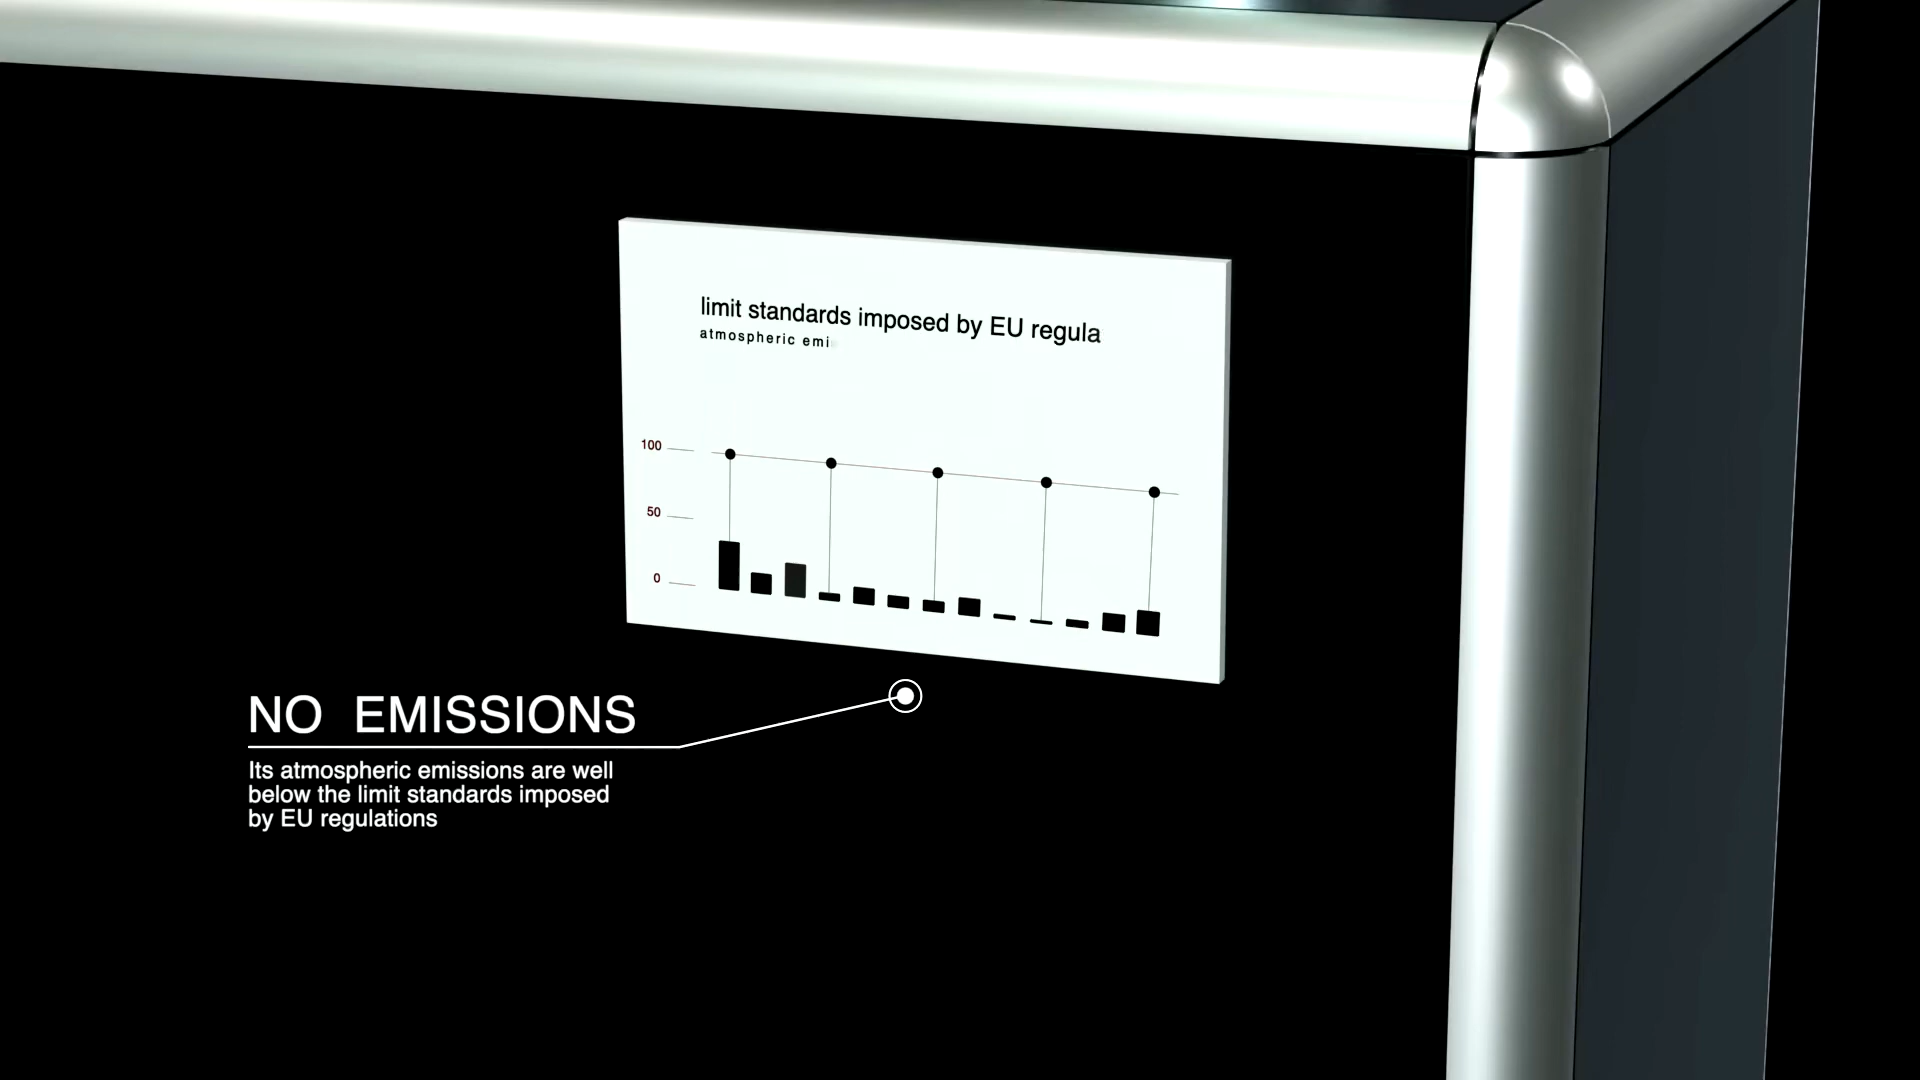 limit standards imposed by EU regula
atmospheric emi
100
50
0
NO EMISSIONS
Its atmospheric emissions are well
below the limit standards imposed
by EU regulations